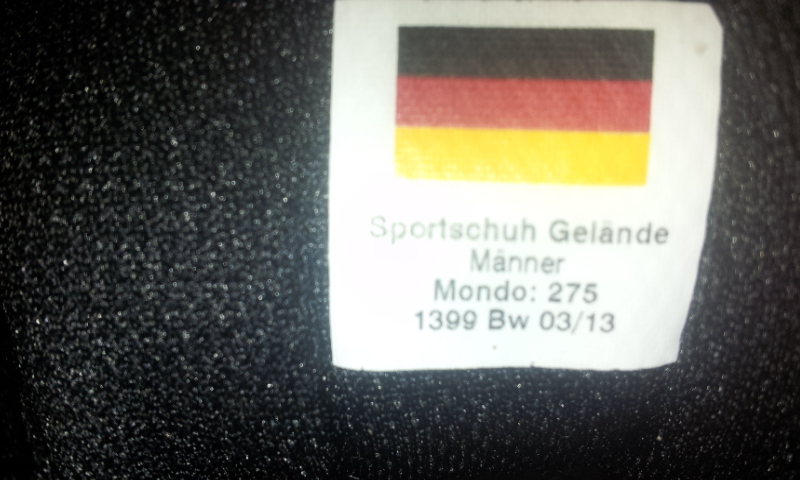 Sportschuh Gelände
Männer
Mondo: 275
1399 Bw 03/13